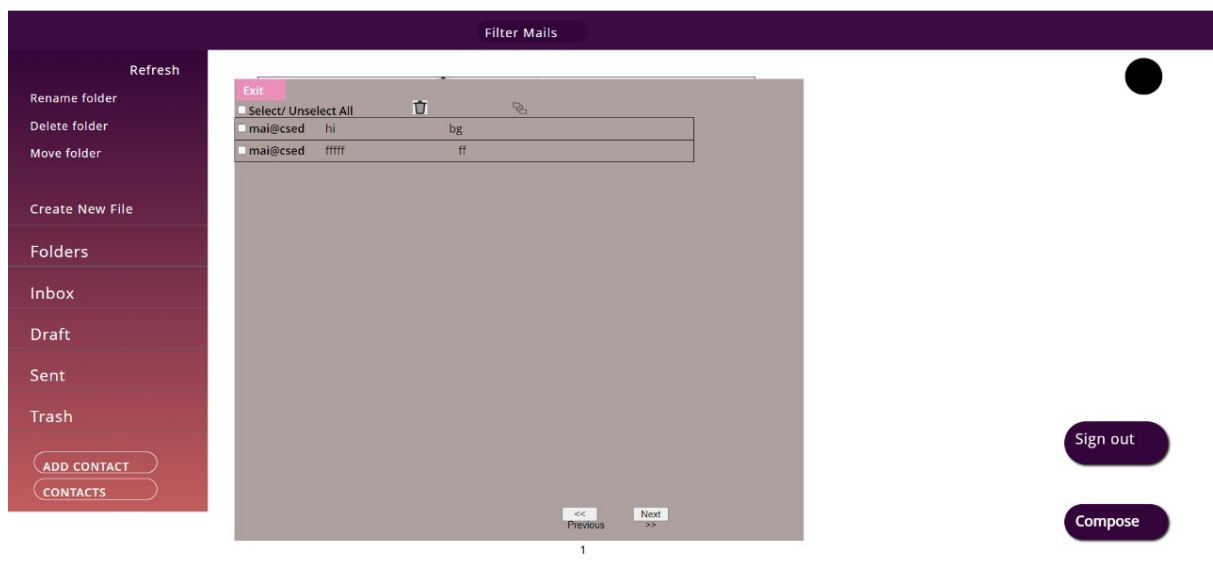 Filter Mails
Refresh
Rename folder
Delete folder
Move folder
Create New File
Folders
Inbox
Draft
Sent
Trash
ADD CONTACT
CONTACTS
Exit
Select/ Unselect All
mai@csed hi bg
mai@csed fffff ff
<< Previous
Next >>
1
Sign out
Compose